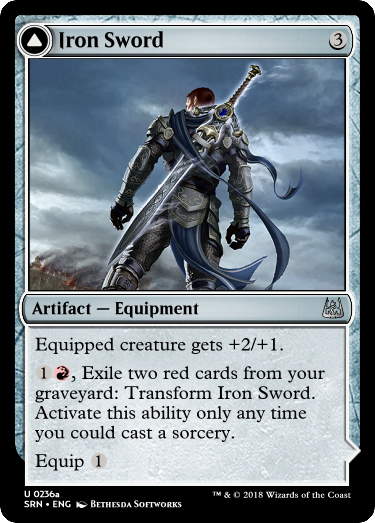 Iron Sword 3
Artifact — Equipment
Equipped creature gets +2/+1.
1 , Exile two red cards from your
graveyard: Transform Iron Sword.
Activate this ability only any time
you could cast a sorcery.
Equip 1
U 0236a
SRN • ENG BETHESDA SOFTWORKS
™ & © 2018 Wizards of the Coast